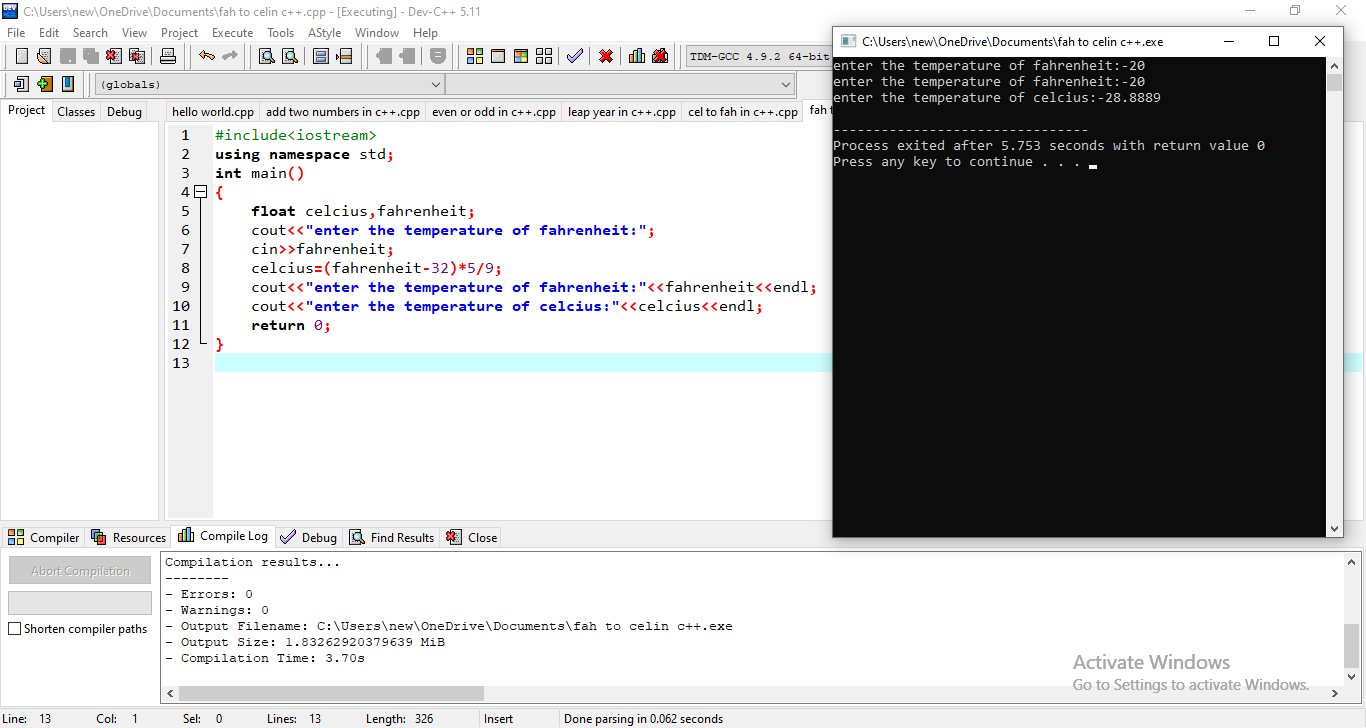 C:\Users\new\OneDrive\Documents\fah to celin c++.cpp - [Executing] - Dev-C++ 5.11
File Edit Search View Project Execute Tools AStyle Window Help
TDM-GCC 4.9.2 64-bit
(globals)
Project Classes Debug
hello world.cpp add two numbers in c++.cpp even or odd in c++.cpp leap year in c++.cpp cel to fah in c++.cpp fah
1 #include<iostream>
2 using namespace std;
3 int main()
4 {
5 float celcius,fahrenheit;
6 cout<<"enter the temperature of fahrenheit:";
7 cin>>fahrenheit;
8 celcius=(fahrenheit-32)*5/9;
9 cout<<"enter the temperature of fahrenheit:"<<fahrenheit<<endl;
10 cout<<"enter the temperature of celcius:"<<celcius<<endl;
11 return 0;
12 }
13
C:\Users\new\OneDrive\Documents\fah to celin c++.exe
enter the temperature of fahrenheit:-20
enter the temperature of fahrenheit:-20
enter the temperature of celcius:-28.8889
--------------------------------
Process exited after 5.753 seconds with return value 0
Press any key to continue . . .
Compiler Resources Compile Log Debug Find Results Close
Abort Compilation
Shorten compiler paths
Compilation results...
--------
- Errors: 0
- Warnings: 0
- Output Filename: C:\Users\new\OneDrive\Documents\fah to celin c++.exe
- Output Size: 1.83262920379639 MiB
- Compilation Time: 3.70s
Activate Windows
Go to Settings to activate Windows.
Line: 13 Col: 1 Sel: 0 Lines: 13 Length: 326 Insert Done parsing in 0.062 seconds